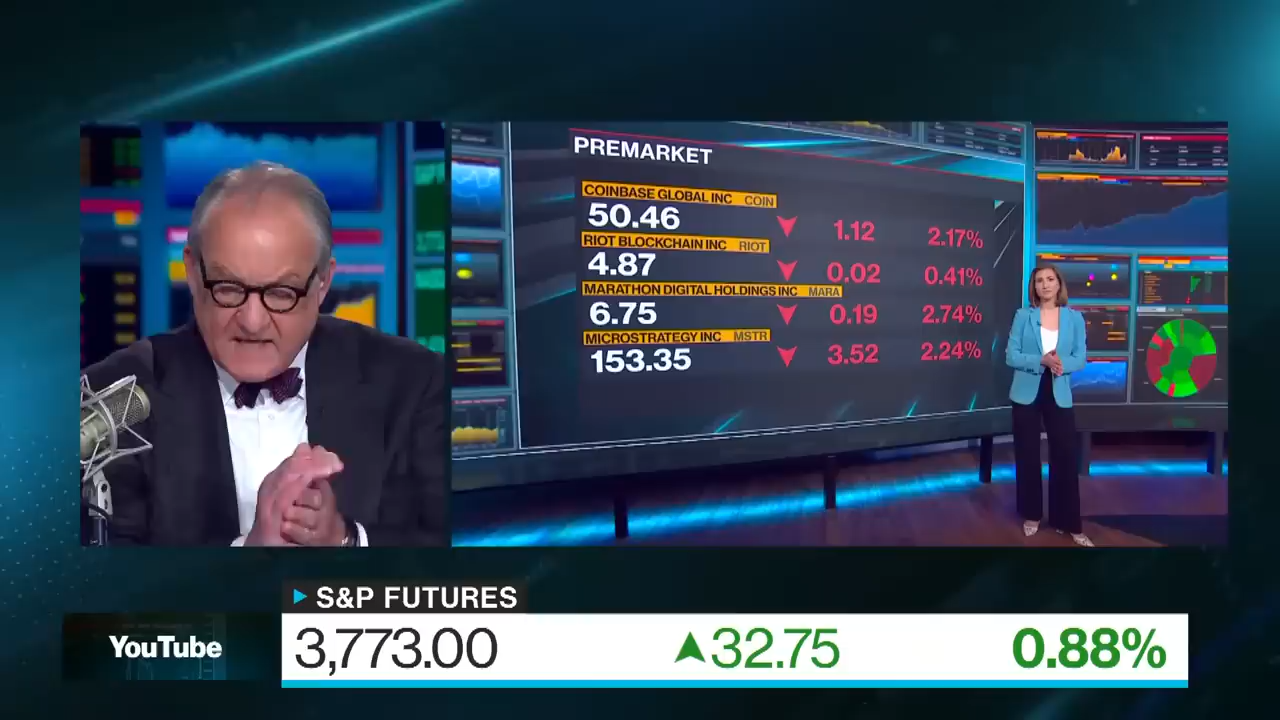 PREMARKET
COINBASE GLOBAL INC COIN
50.46 1.12 2.17%
RIOT BLOCKCHAIN INC RIOT
4.87 0.02 0.41%
MARATHON DIGITAL HOLDINGS INC MARA
6.75 0.19 2.74%
MICROSTRATEGY INC MSTR
153.35 3.52 2.24%
S&P FUTURES
YouTube
3,773.00 32.75 0.88%